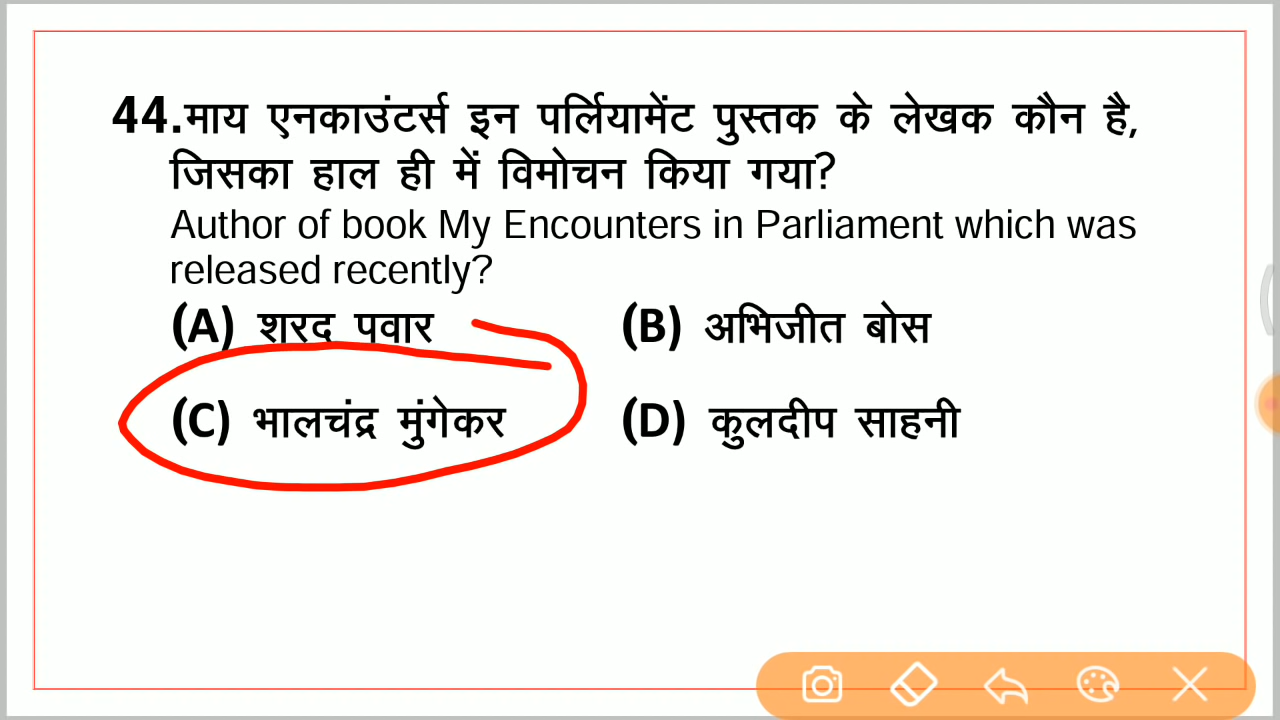 44.माय एनकाउंटर्स इन पर्लियामेंट पुस्तक के लेखक कौन है,
जिसका हाल ही में विमोचन किया गया?
Author of book My Encounters in Parliament which was
released recently?
(A) शरद पवार (B) अभिजीत बोस
(C) भालचंद्र मुंगेकर (D) कुलदीप साहनी